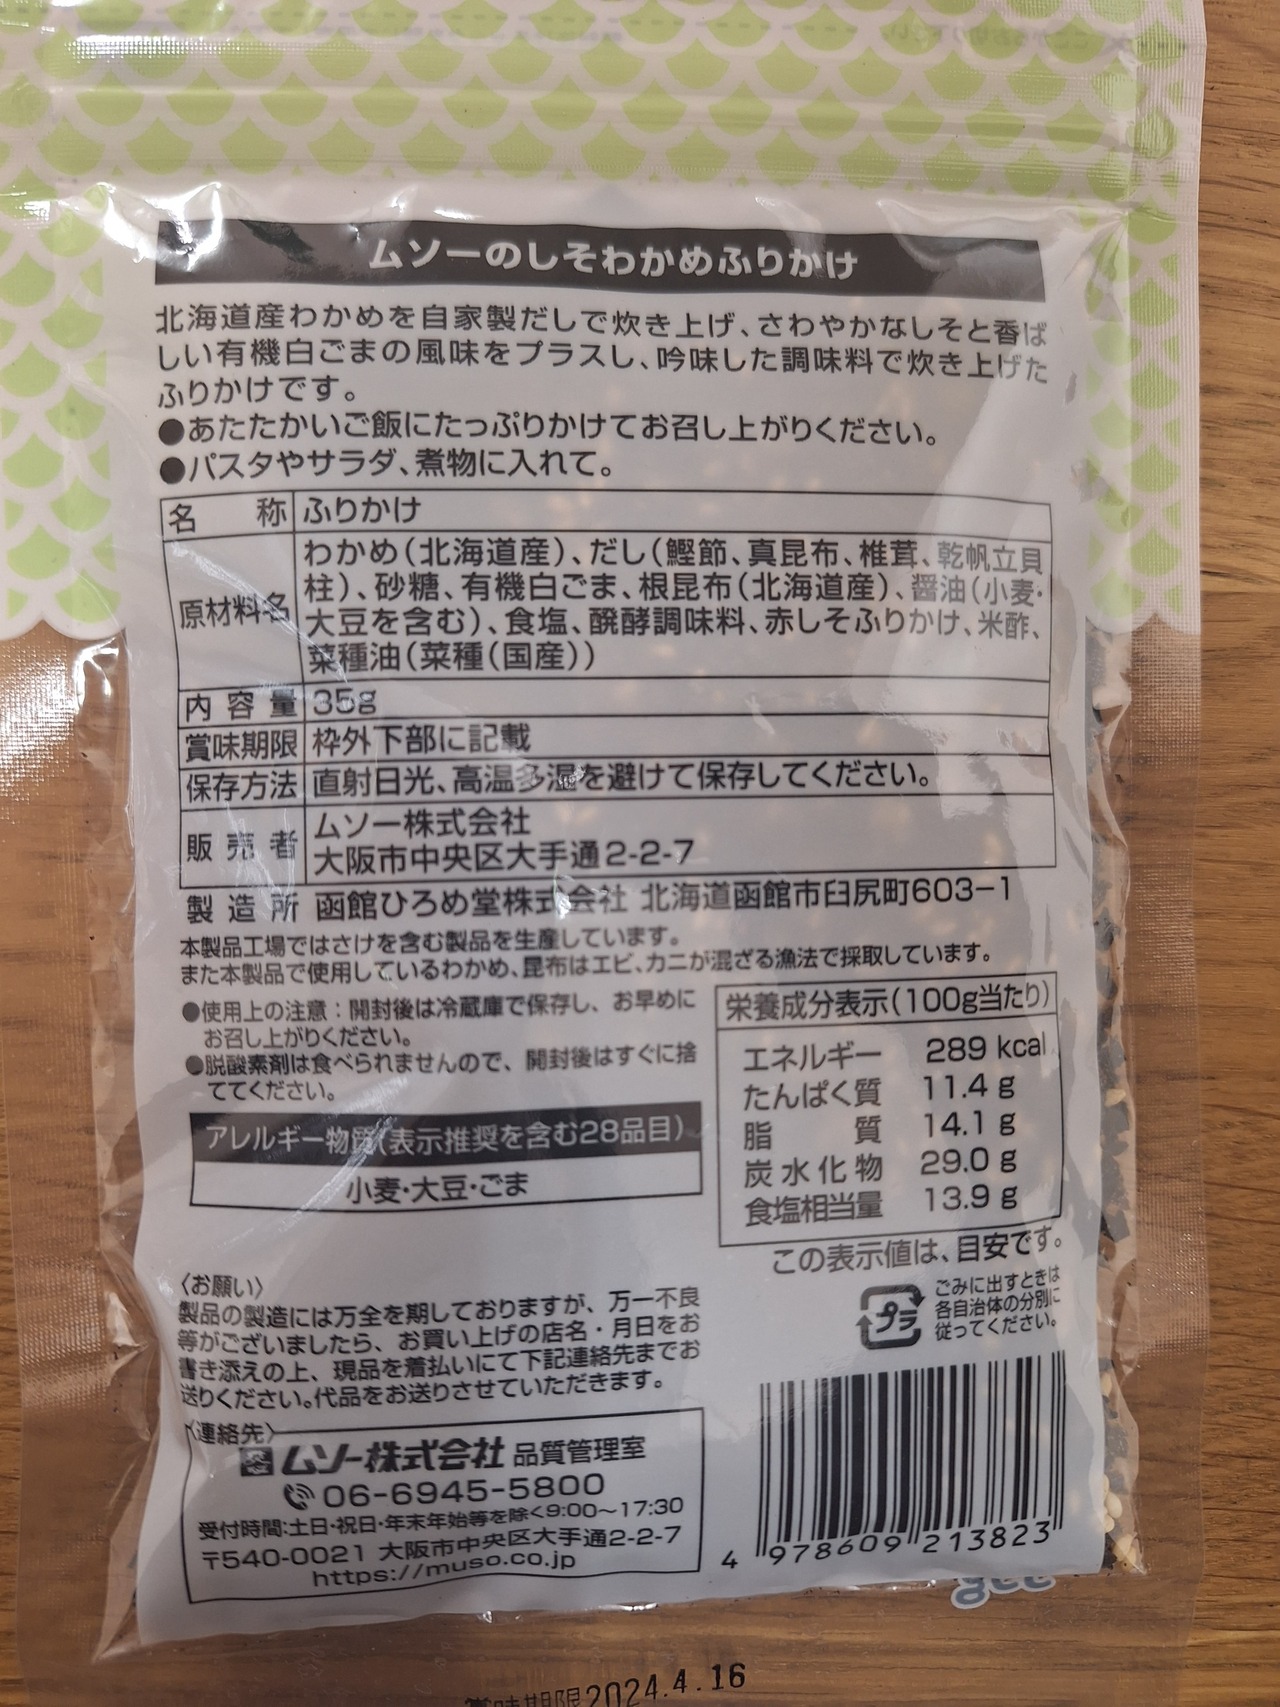 ムソーのしそわかめふりかけ
北海道産わかめを自家製だしで炊き上げ、さわやかなしそと香ば
しい有機白ごまの風味をプラスし、吟味した調味料で炊き上げた
ふりかけです。
●あたたかいご飯にたっぷりかけてお召し上がりください。
●パスタやサラダ、煮物に入れて。
名称 ふりかけ
原材料名 わかめ(北海道産)、だし(鰹節、真昆布、椎茸、乾帆立貝
柱)、砂糖、有機白ごま、根昆布(北海道産)、醤油(小麦・
大豆を含む)、食塩、醗酵調味料、赤しそふりかけ、米酢、
菜種油(菜種(国産))
内容量 35g
賞味期限 枠外下部に記載
保存方法 直射日光、高温多湿を避けて保存してください。
販売者 ムソー株式会社
大阪市中央区大手通2-2-7
製造所 函館ひろめ堂株式会社 北海道函館市臼尻町603−1
本製品工場ではさけを含む製品を生産しています。
また本製品で使用しているわかめ、昆布はエビ、カニが混ざる漁法で採取しています。
●使用上の注意：開封後は冷蔵庫で保存し、お早めに
お召し上がりください。
●脱酸素剤は食べられませんので、開封後はすぐに捨
ててください。
アレルギー物質(表示推奨を含む28品目)
小麦・大豆・ごま
栄養成分表示(100g当たり)
エネルギー 289 kcal
たんぱく質 11.4 g
脂質 14.1 g
炭水化物 29.0 g
食塩相当量 13.9 g
この表示値は、目安です。
プラ
ごみに出すときは
各自治体の分別に
従ってください。
〈お願い〉
製品の製造には万全を期しておりますが、万一不良
等がございましたら、お買い上げの店名・月日をお
書き添えの上、現品を着払いにて下記連絡先までお
送りください。代品をお送りさせていただきます。
〈連絡先〉
ムソー株式会社 品質管理室
06-6945-5800
受付時間:土日・祝日・年末年始等を除く9:00〜17:30
〒540-0021 大阪市中央区大手通2-2-7
https://muso.co.jp
4 978609 213823
賞味期限2024.4.16